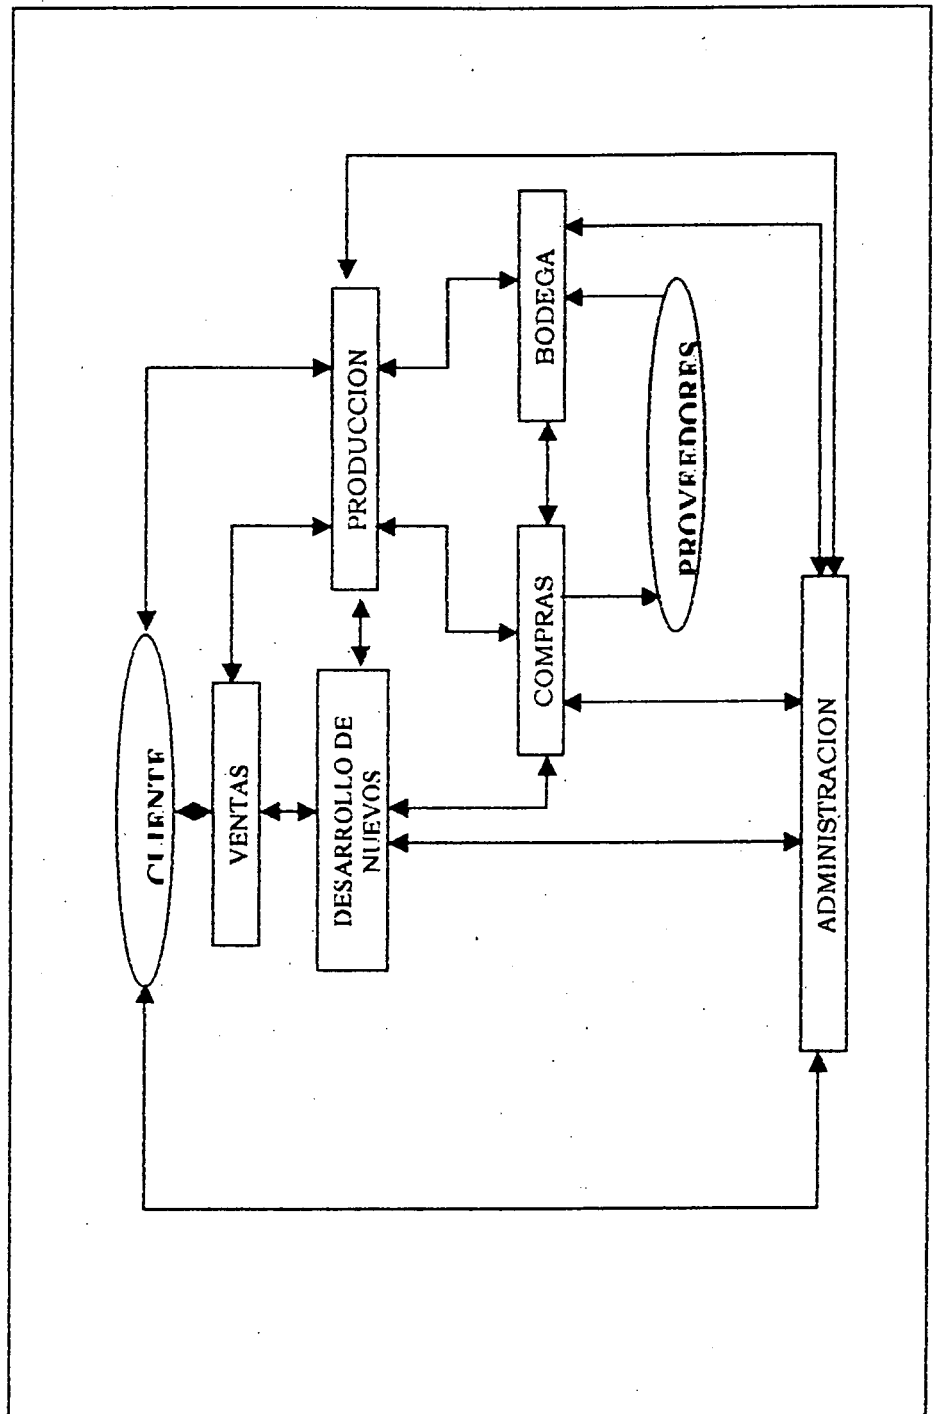 CLIENTE
VENTAS
DESARROLLO DE
NUEVOS
PRODUCCION
COMPRAS
BODEGA
PROVEEDORES
ADMINISTRACION